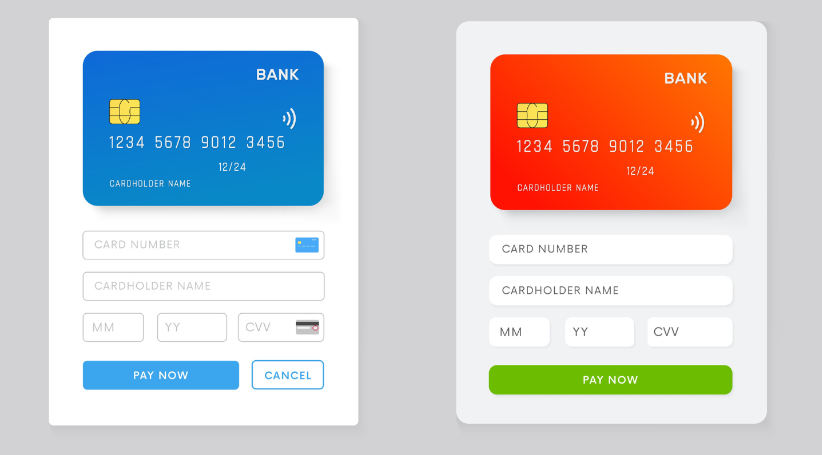 BANK
1234 5678 9012 3456
12/24
CARDHOLDER NAME
CARD NUMBER
CARDHOLDER NAME
MM YY CVV
PAY NOW CANCEL
BANK
1234 5678 9012 3456
12/24
CARDHOLDER NAME
CARD NUMBER
CARDHOLDER NAME
MM YY CVV
PAY NOW